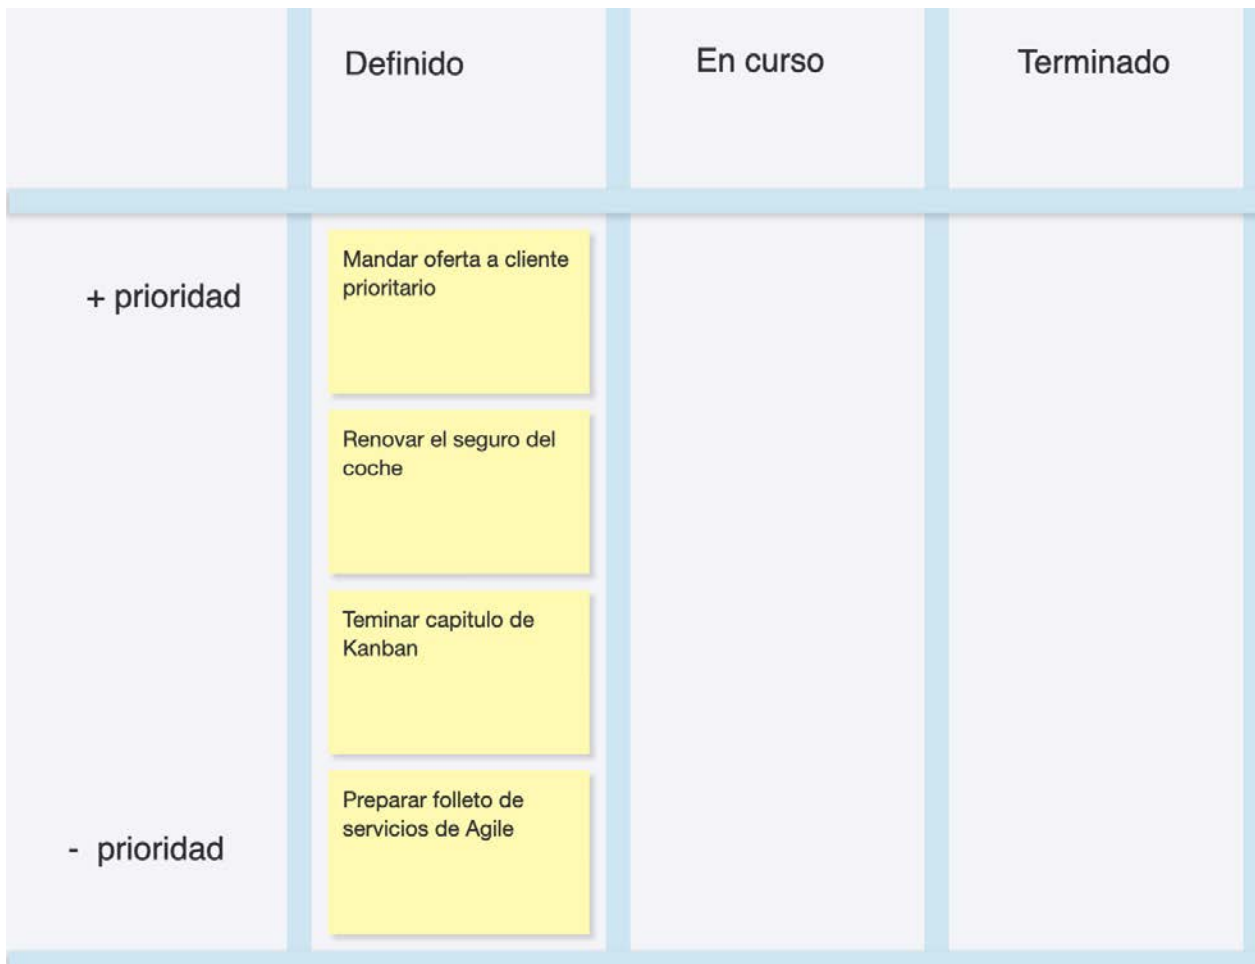 Definido
En curso
Terminado
+ prioridad
Mandar oferta a cliente
prioritario
Renovar el seguro del
coche
Teminar capitulo de
Kanban
Preparar folleto de
servicios de Agile
- prioridad